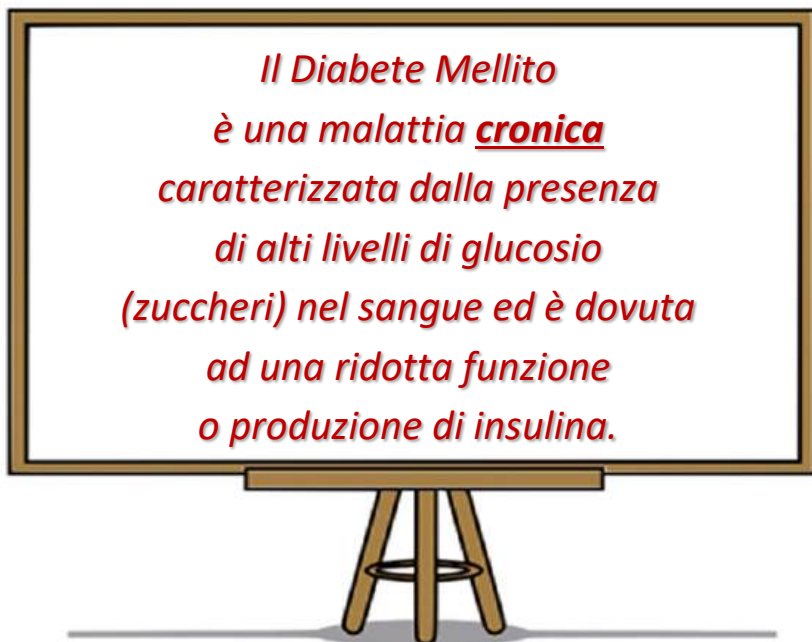 Il Diabete Mellito
è una malattia cronica
caratterizzata dalla presenza
di alti livelli di glucosio
(zuccheri) nel sangue ed è dovuta
ad una ridotta funzione
o produzione di insulina.